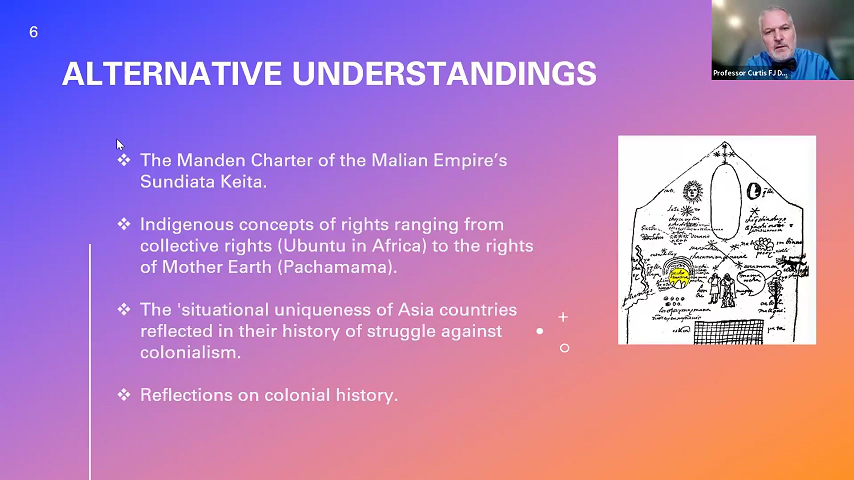 6
Professor Curtis FJ D...
ALTERNATIVE UNDERSTANDINGS
❖ The Manden Charter of the Malian Empire's
Sundiata Keita.
❖ Indigenous concepts of rights ranging from
collective rights (Ubuntu in Africa) to the rights
of Mother Earth (Pachamama).
❖ The 'situational uniqueness of Asia countries
reflected in their history of struggle against
colonialism.
❖ Reflections on colonial history.